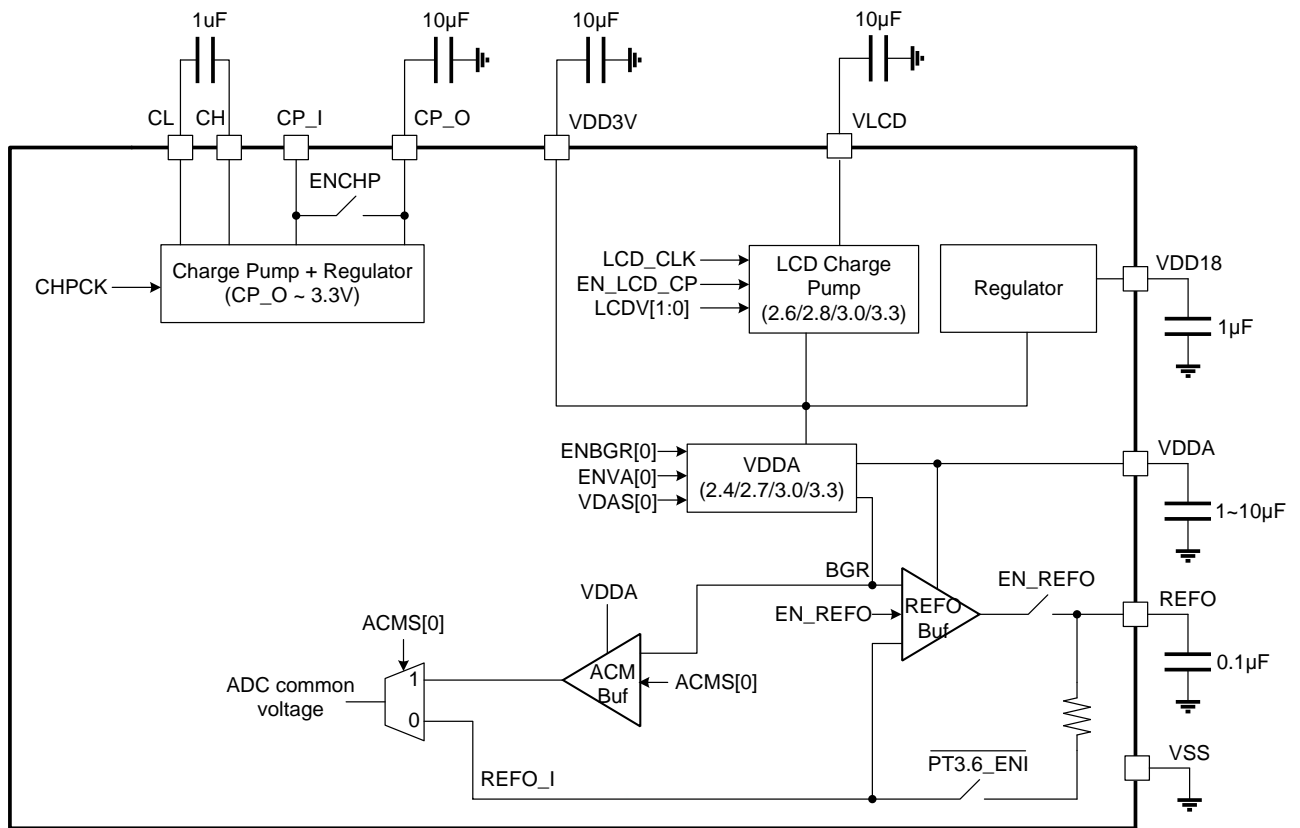 1uF
10µF
10µF
10µF
CL
CH
CP_I
CP_O
VDD3V
VLCD
ENCHP
CHPCK
Charge Pump + Regulator
(CP_O ~ 3.3V)
LCD_CLK
EN_LCD_CP
LCDV[1:0]
LCD Charge
Pump
(2.6/2.8/3.0/3.3)
Regulator
VDD18
1µF
ENBGR[0]
ENVA[0]
VDAS[0]
VDDA
(2.4/2.7/3.0/3.3)
VDDA
1~10µF
BGR
EN_REFO
REFO
Buf
EN_REFO
REFO
0.1µF
VDDA
ACMS[0]
ACM
Buf
ACMS[0]
ADC common
voltage
1
0
REFO_I
PT3.6_ENI
VSS